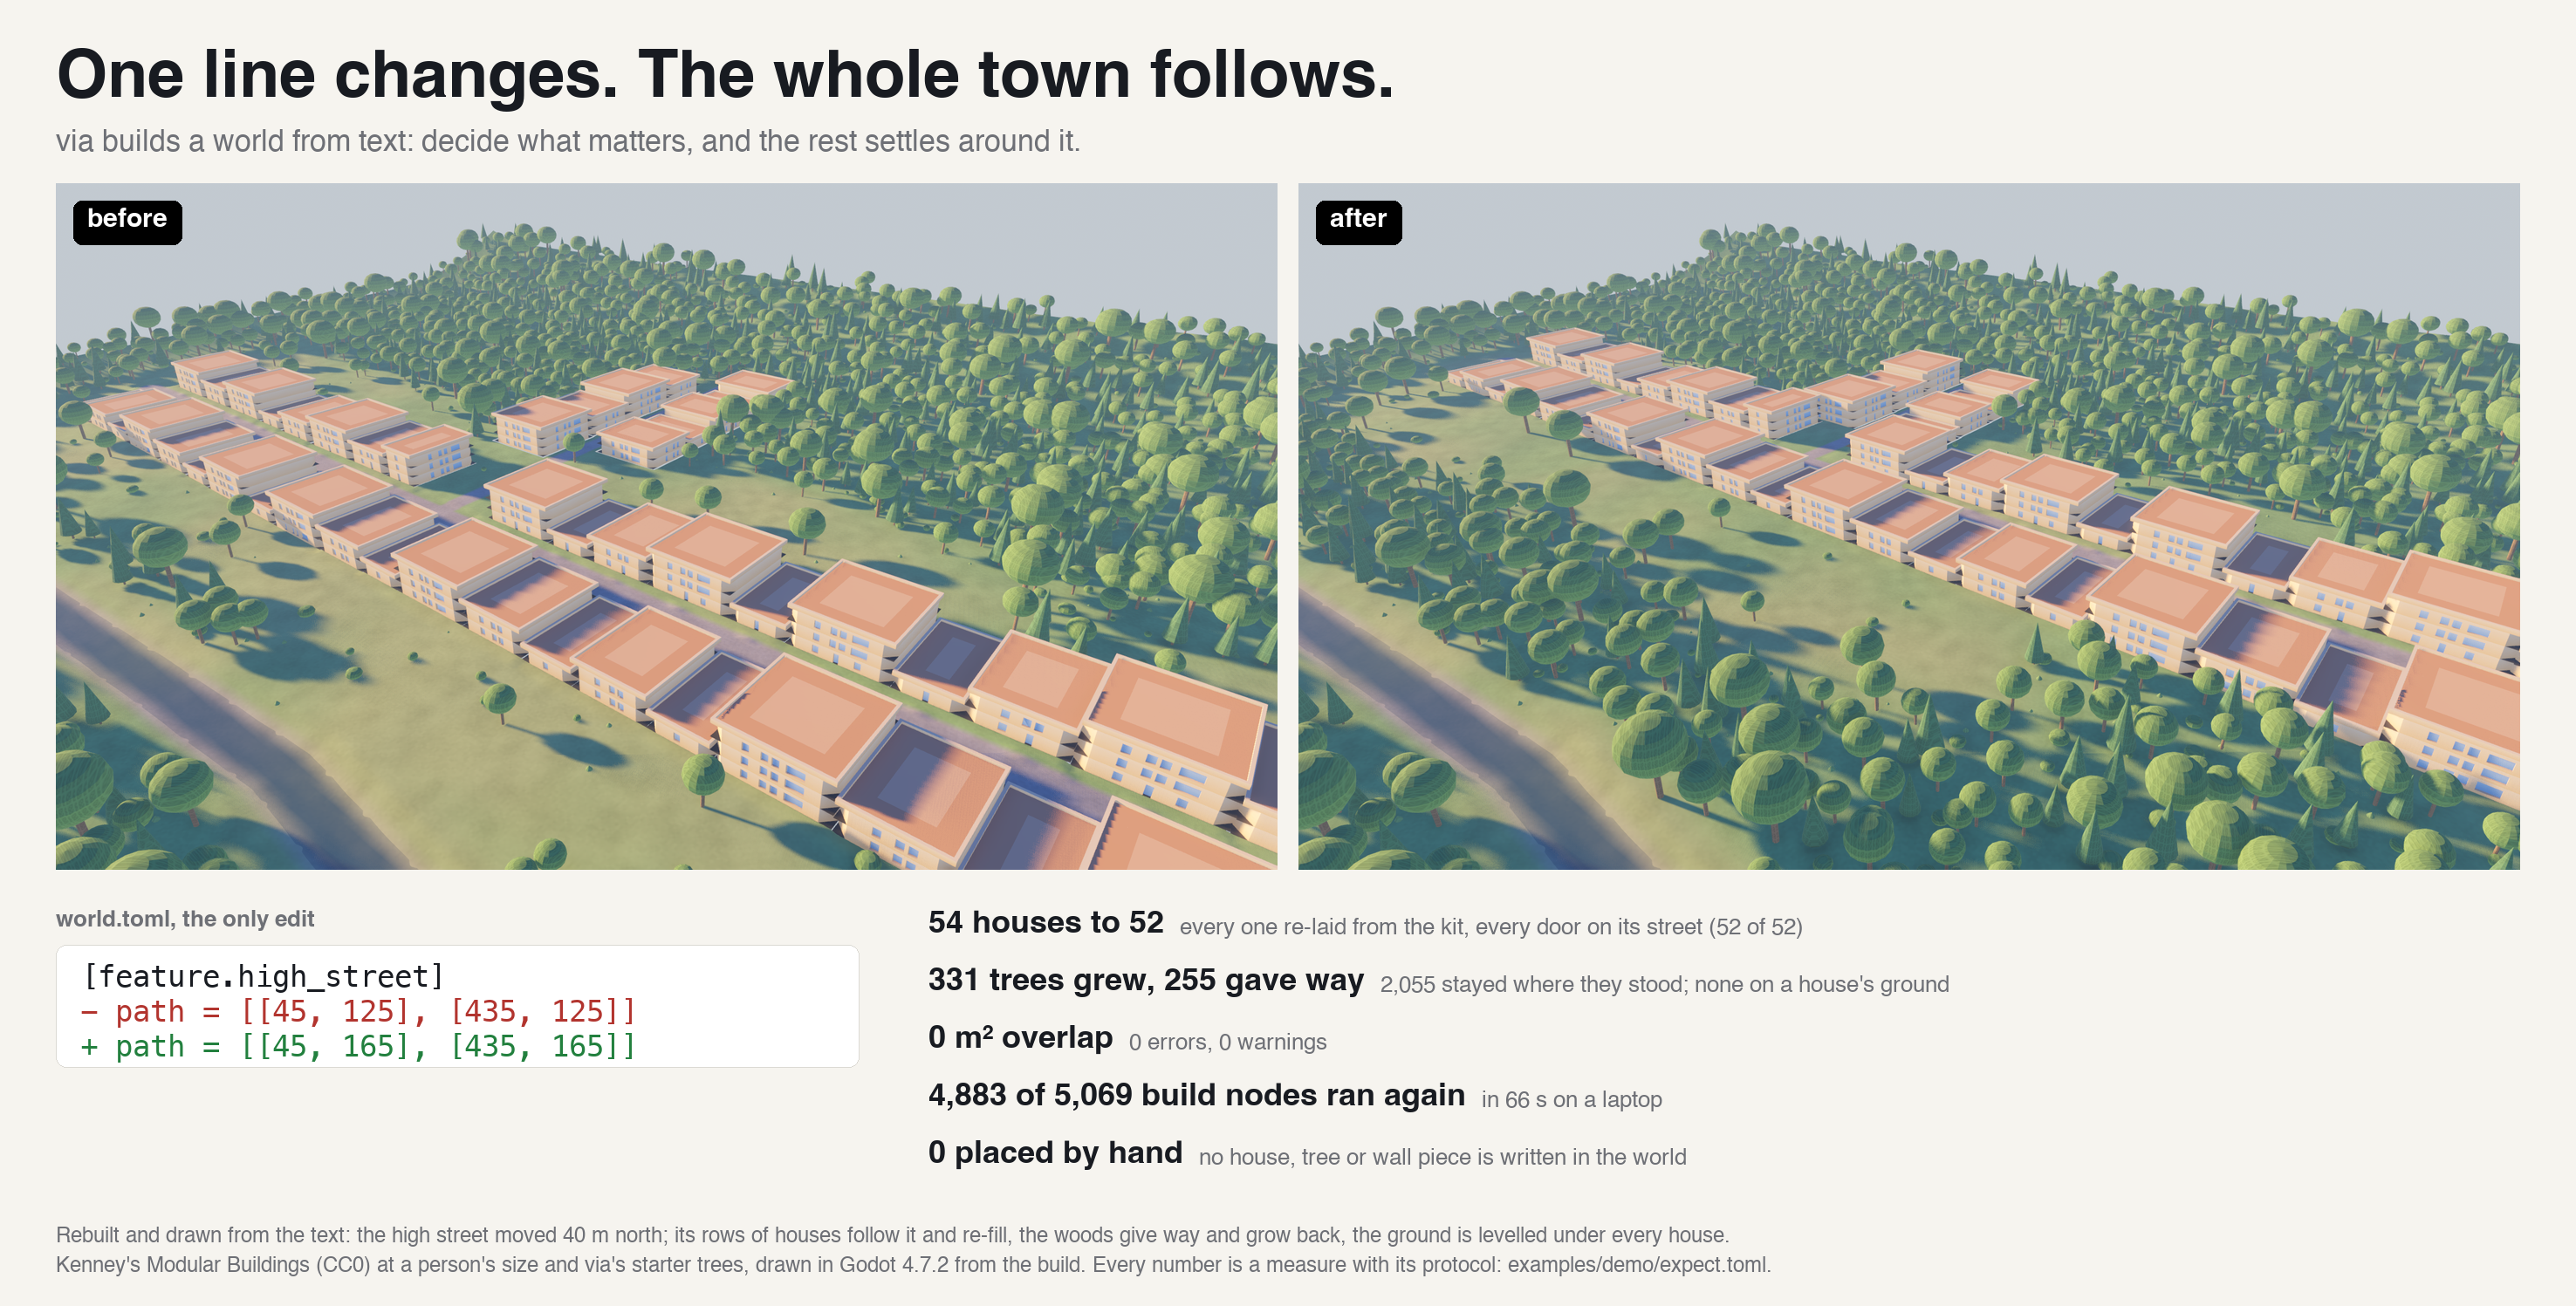 One line changes. The whole town follows.
via builds a world from text: decide what matters, and the rest settles around it.
before
after
world.toml, the only edit
[feature.high_street]
− path = [[45, 125], [435, 125]]
+ path = [[45, 165], [435, 165]]
54 houses to 52 every one re-laid from the kit, every door on its street (52 of 52)
331 trees grew, 255 gave way 2,055 stayed where they stood; none on a house's ground
0 m² overlap 0 errors, 0 warnings
4,883 of 5,069 build nodes ran again in 66 s on a laptop
0 placed by hand no house, tree or wall piece is written in the world
Rebuilt and drawn from the text: the high street moved 40 m north; its rows of houses follow it and re-fill, the woods give way and grow back, the ground is levelled under every house.
Kenney's Modular Buildings (CC0) at a person's size and via's starter trees, drawn in Godot 4.7.2 from the build. Every number is a measure with its protocol: examples/demo/expect.toml.